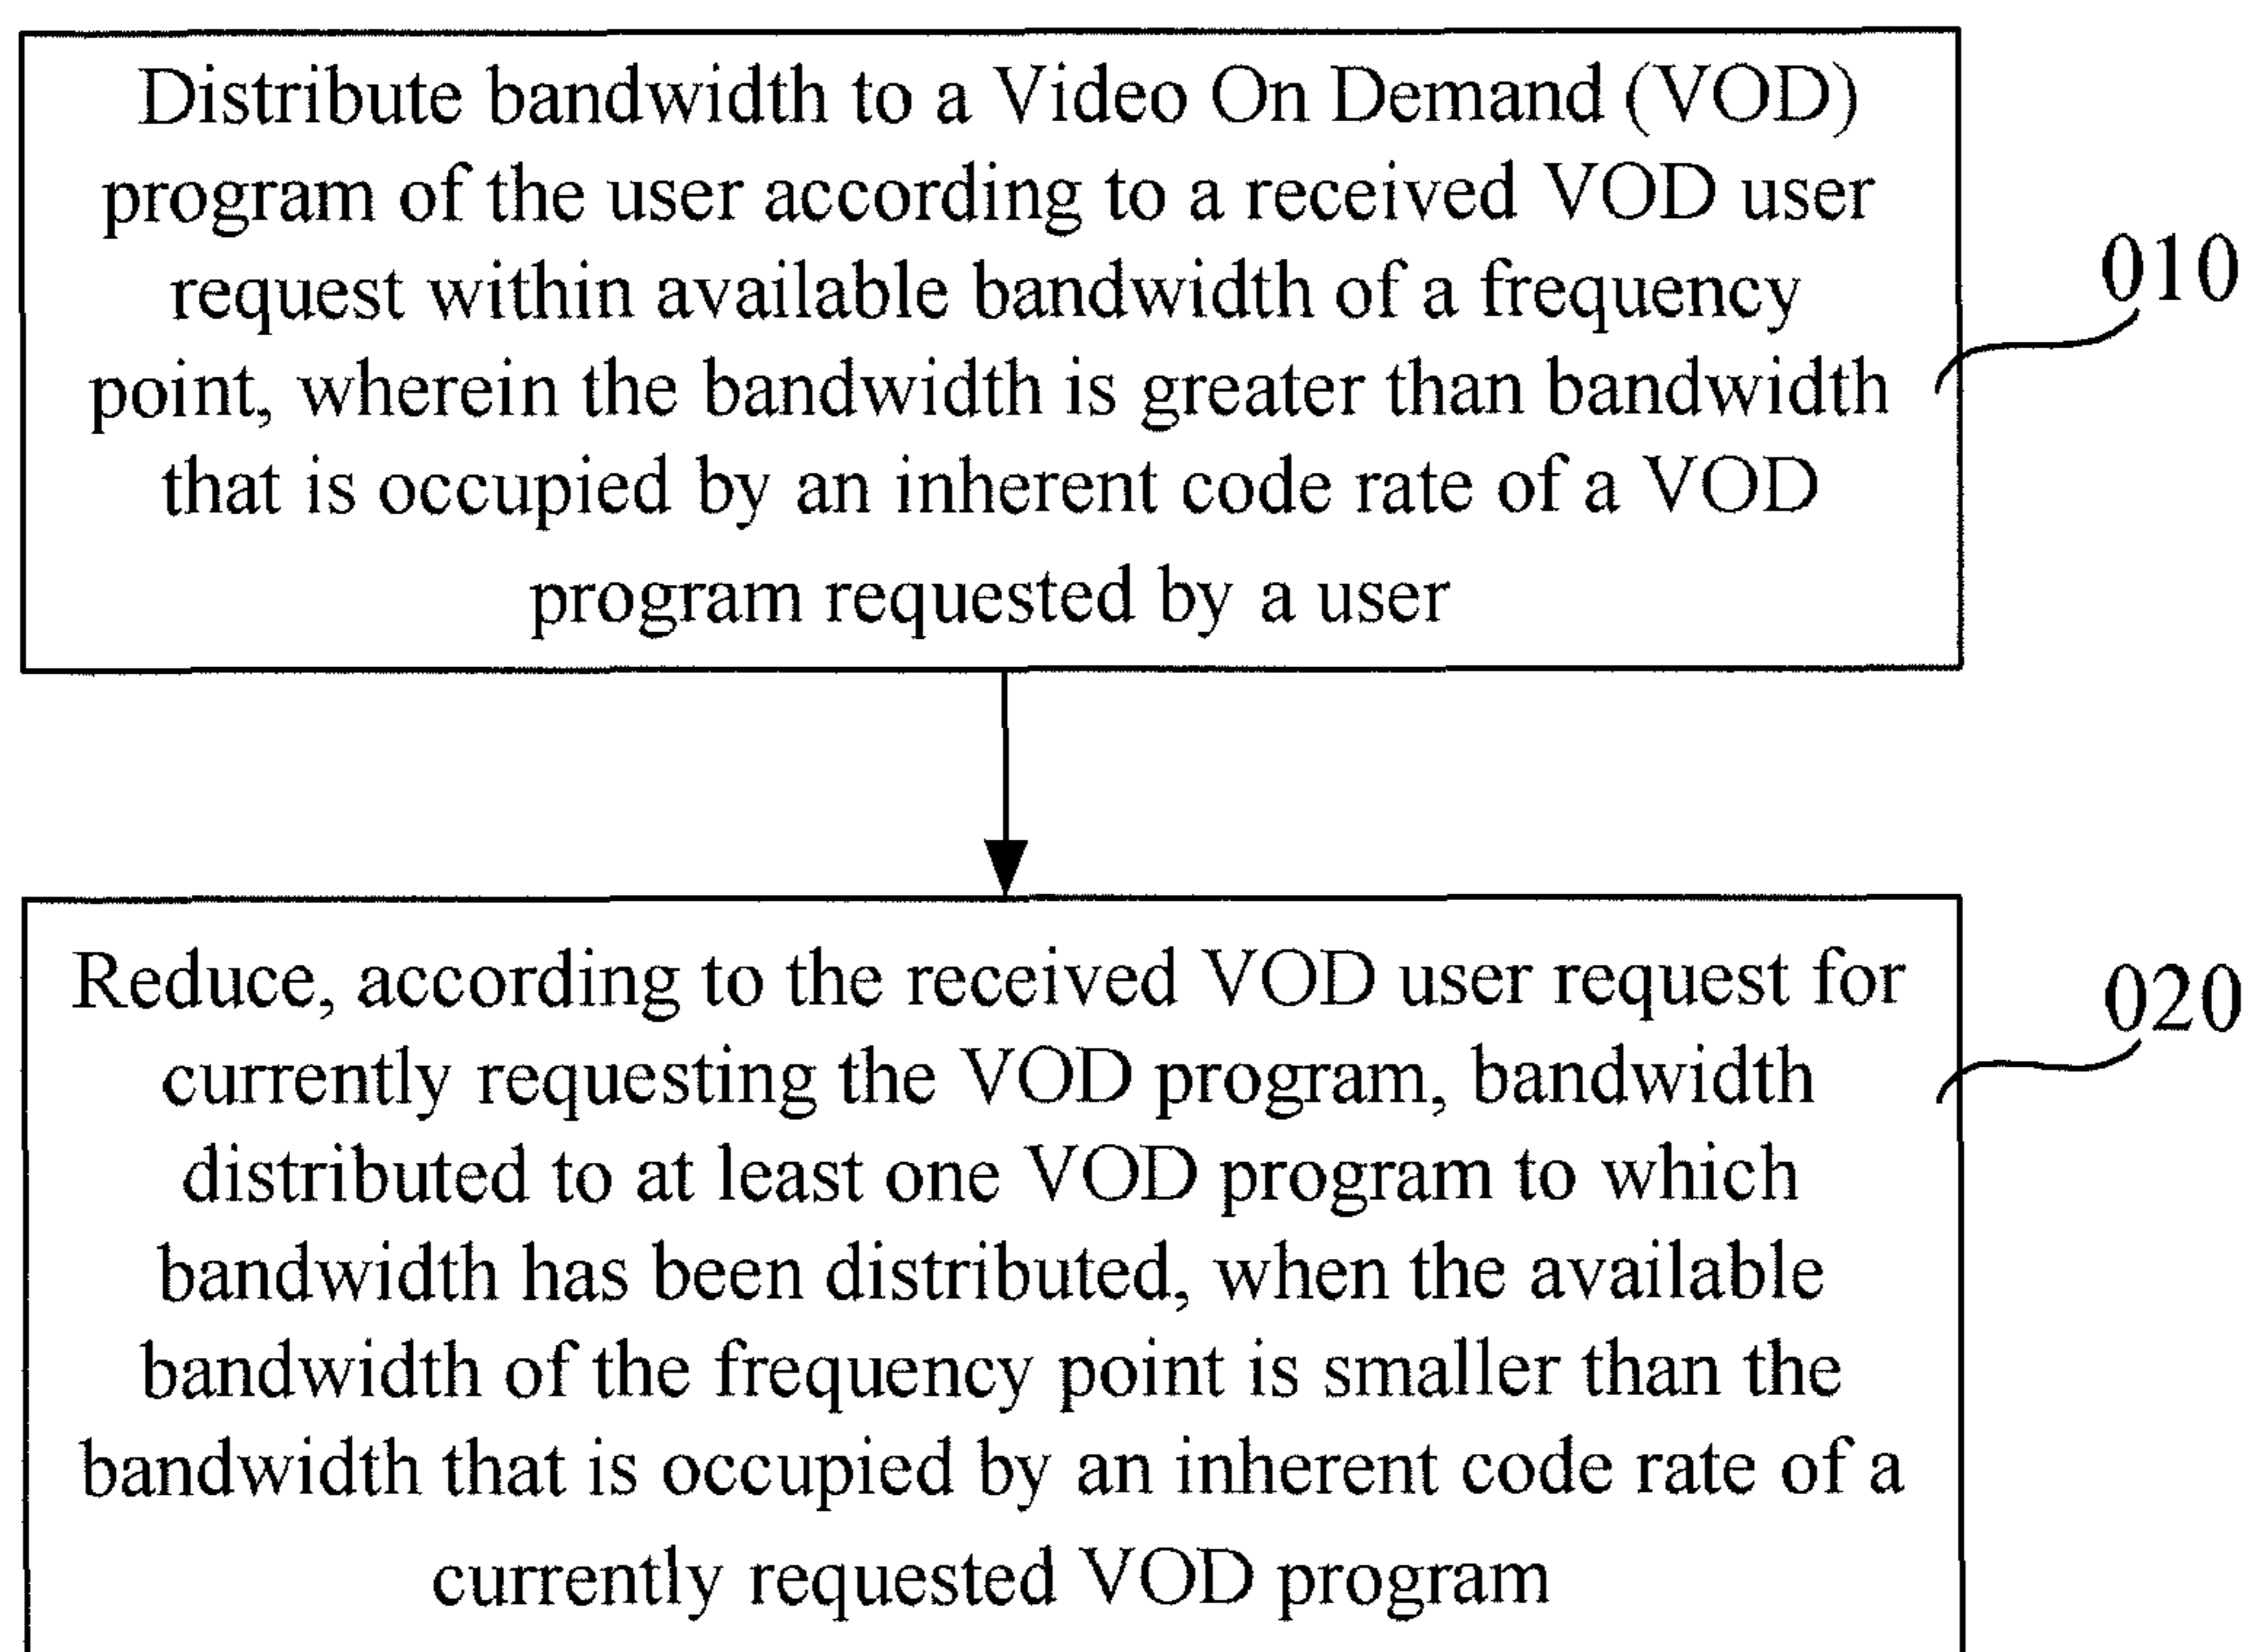 Distribute bandwidth to a Video On Demand (VOD)
program of the user according to a received VOD user
request within available bandwidth of a frequency
point, wherein the bandwidth is greater than bandwidth
that is occupied by an inherent code rate of a VOD
program requested by a user
010
Reduce, according to the received VOD user request for
currently requesting the VOD program, bandwidth
distributed to at least one VOD program to which
bandwidth has been distributed, when the available
bandwidth of the frequency point is smaller than the
bandwidth that is occupied by an inherent code rate of a
currently requested VOD program
020